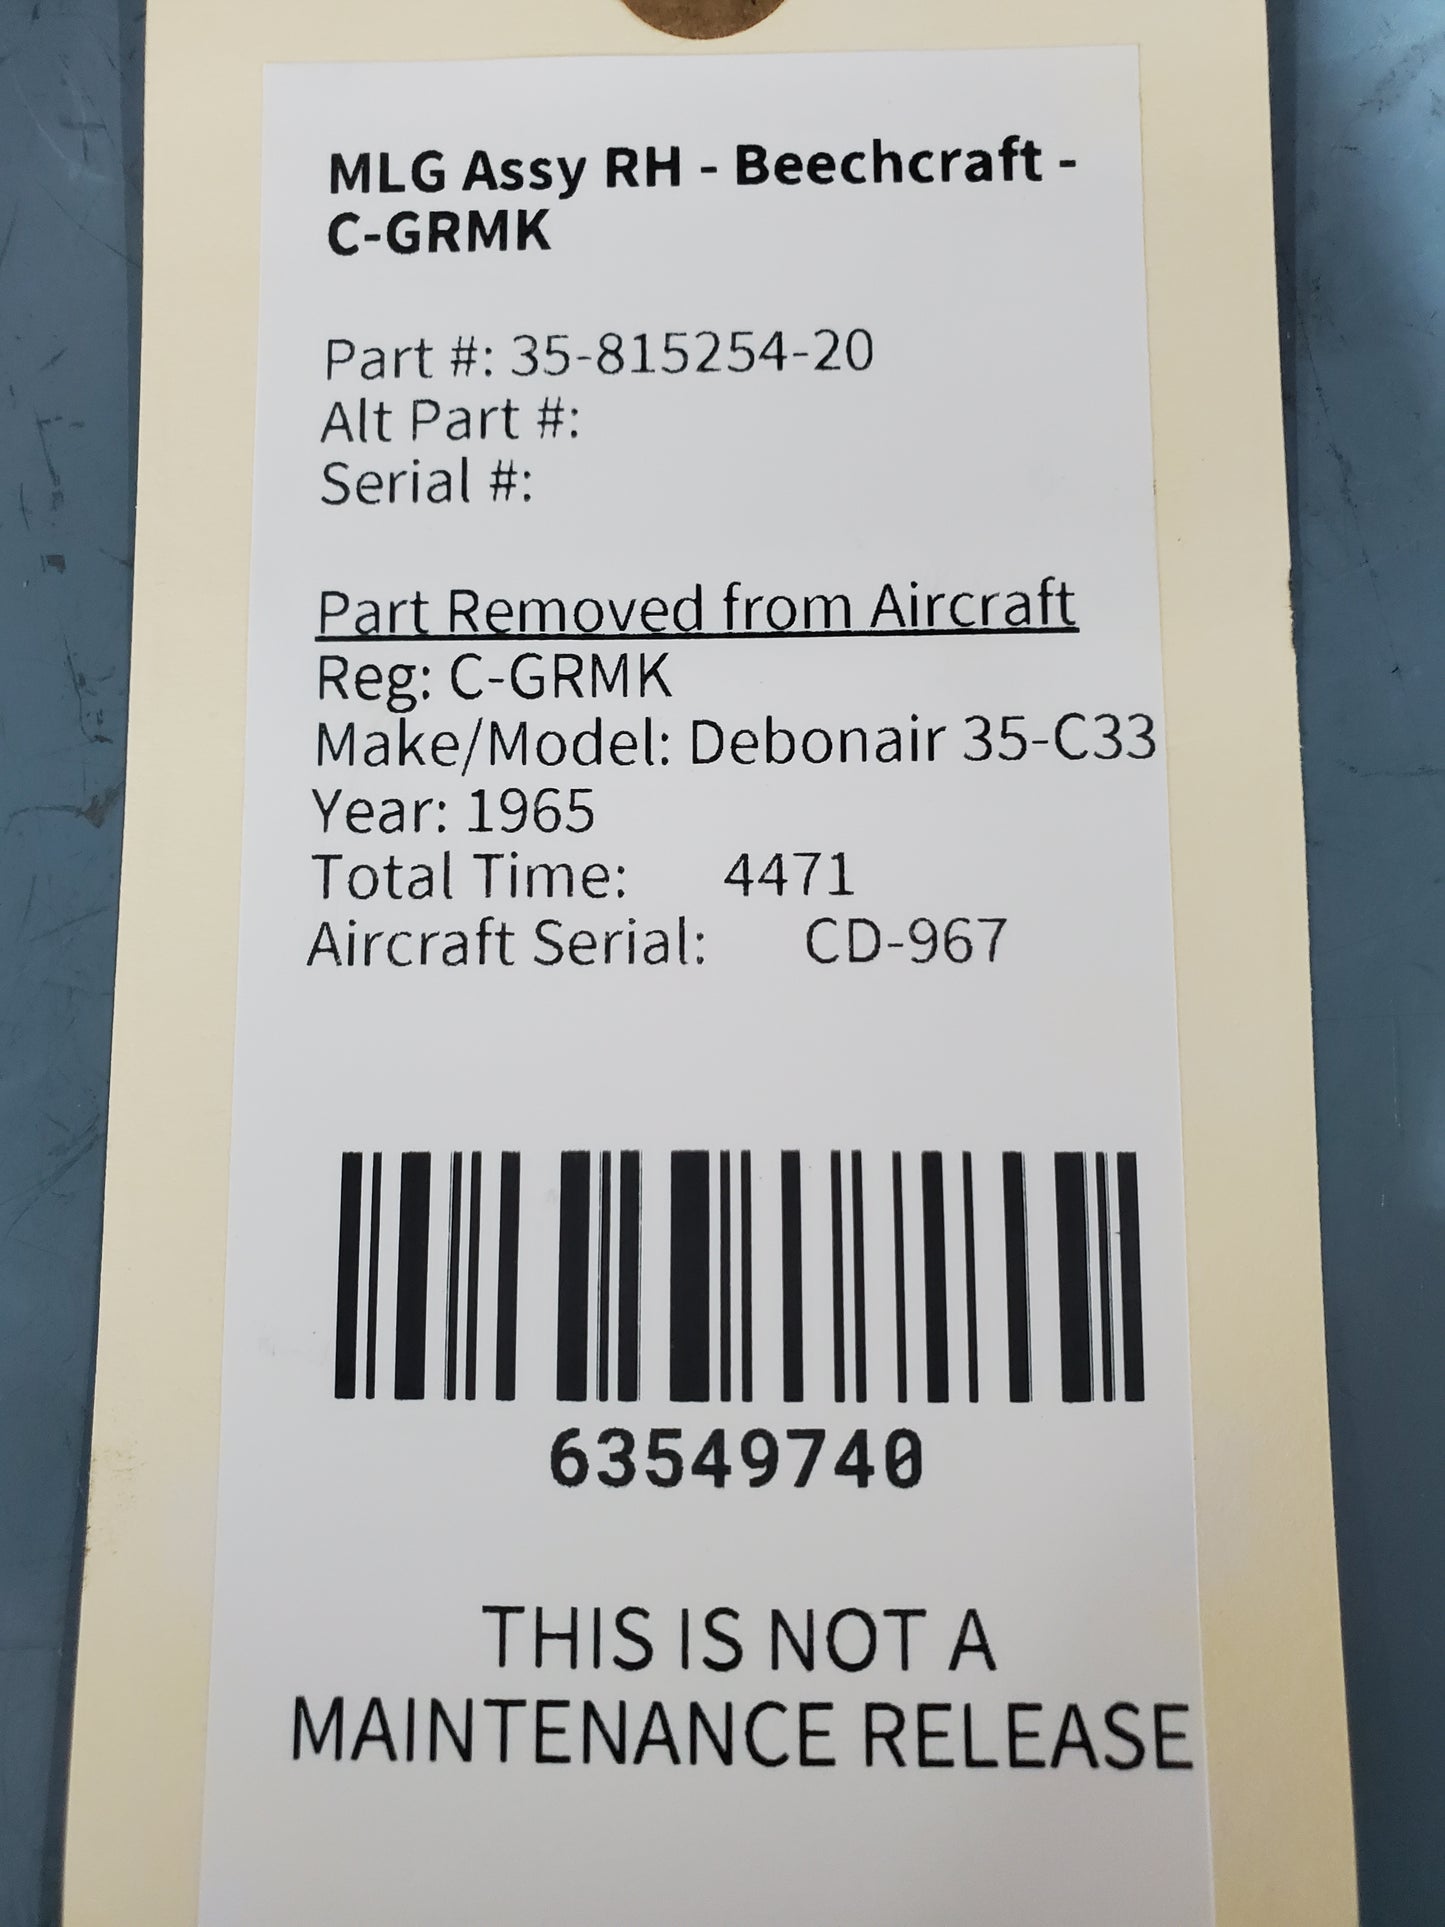 MLG Assy RH - Beechcraft -
C-GRMK
Part #: 35-815254-20
Alt Part #:
Serial #:
Part Removed from Aircraft
Reg: C-GRMK
Make/Model: Debonair 35-C33
Year: 1965
Total Time: 4471
Aircraft Serial: CD-967
63549740
THIS IS NOT A
MAINTENANCE RELEASE